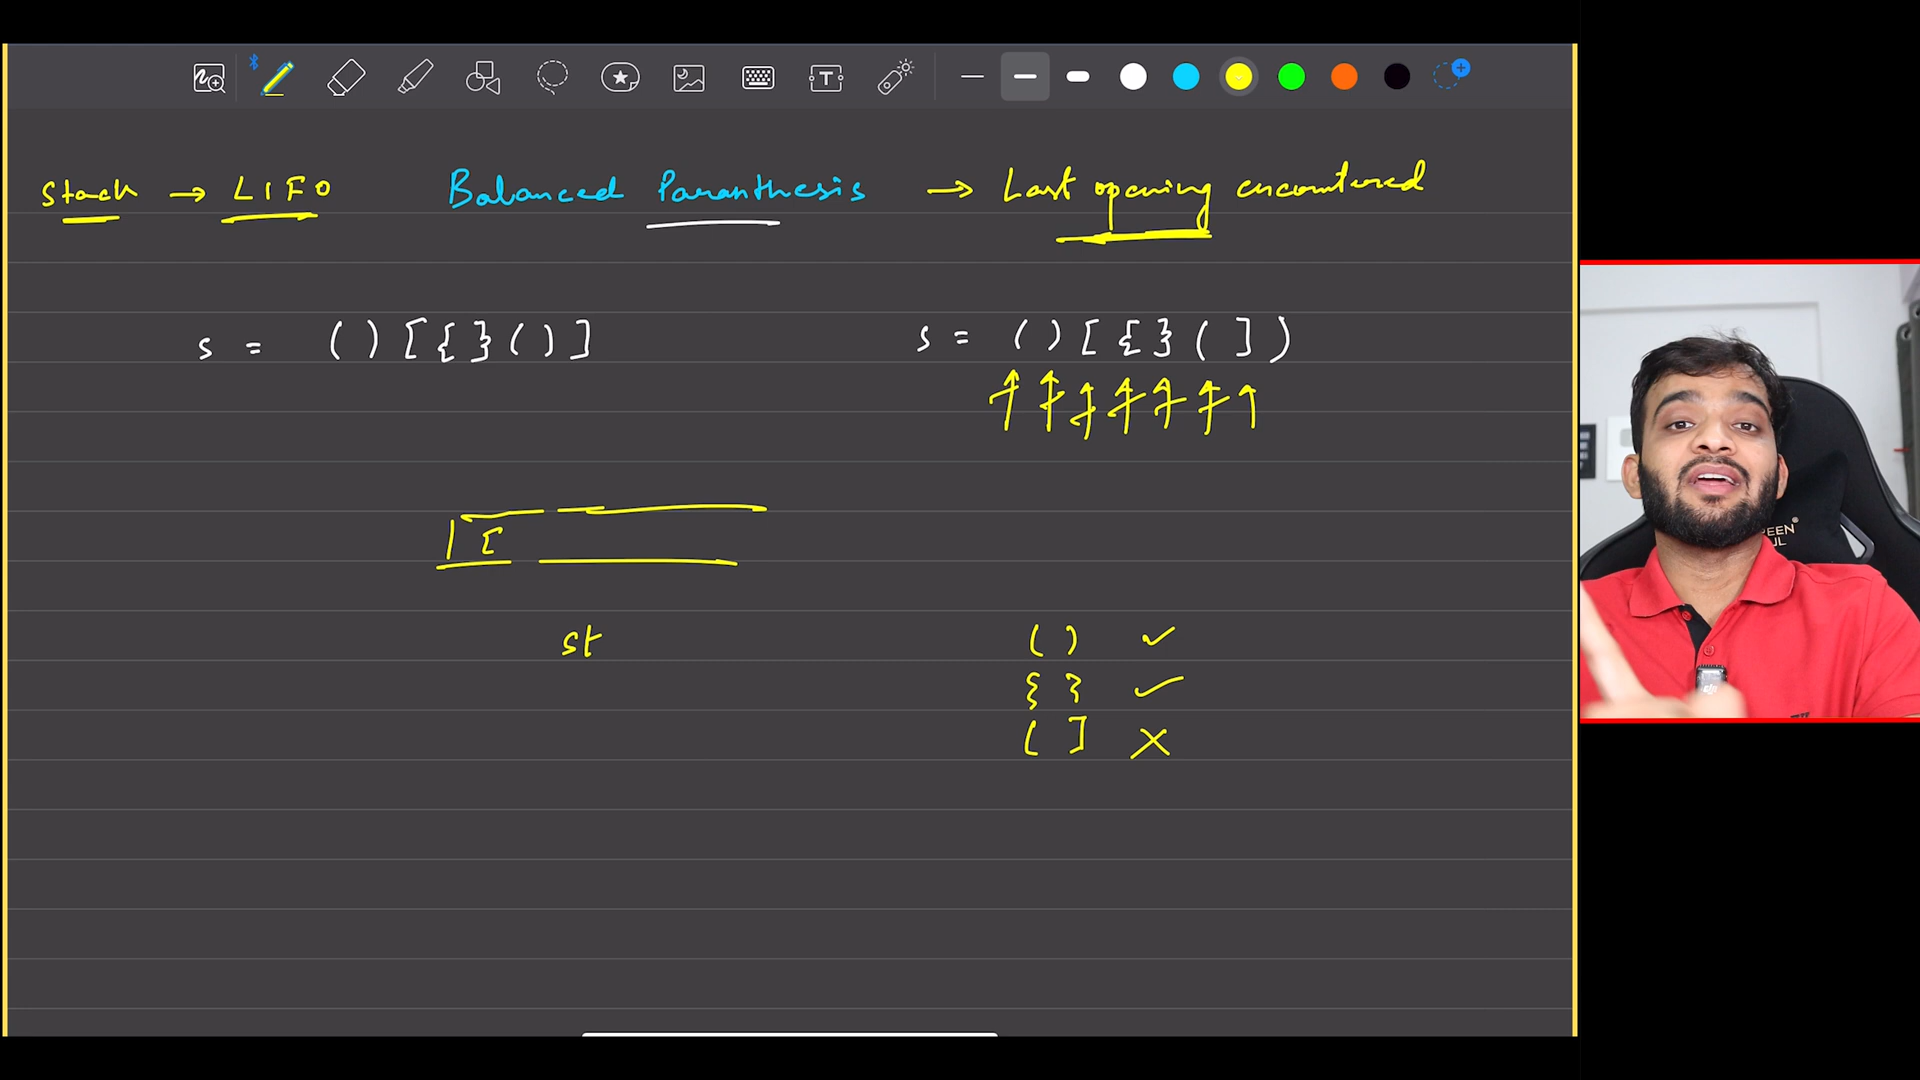 Stack → LIFO Balanced Paranthesis → Last opening encountered
s = ()[{}()] s = ()[{}(])
[
st
() ✓
{} ✓
(] X
T